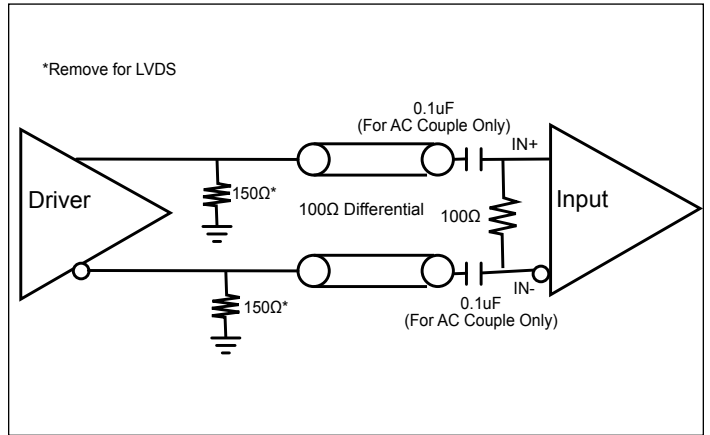 *Remove for LVDS
0.1uF
(For AC Couple Only)
IN+
Driver
150Ω*
100Ω Differential
100Ω
Input
IN-
150Ω*
0.1uF
(For AC Couple Only)